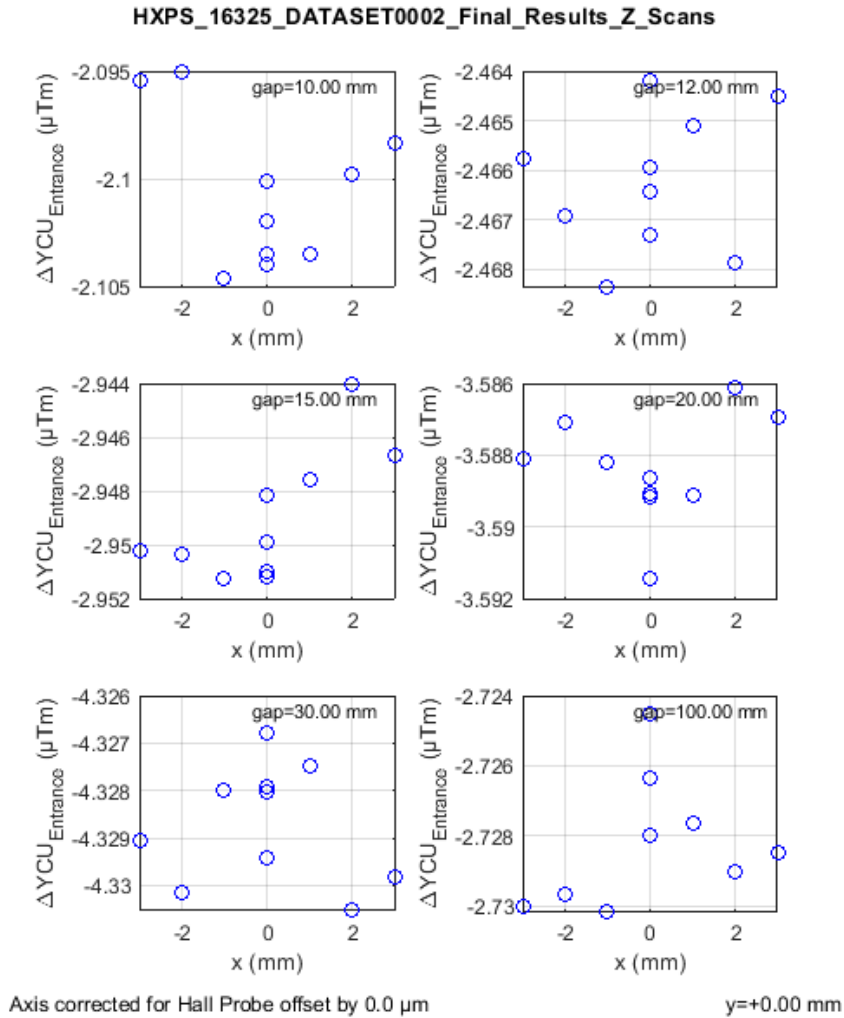 HXPS_16325_DATASET0002_Final_Results_Z_Scans
gap=10.00 mm
-2.095
-2.1
-2.105
ΔYCU_Entrance (μTm)
-2 0 2
x (mm)
gap=12.00 mm
-2.464
-2.465
-2.466
-2.467
-2.468
ΔYCU_Entrance (μTm)
-2 0 2
x (mm)
gap=15.00 mm
-2.944
-2.946
-2.948
-2.95
-2.952
ΔYCU_Entrance (μTm)
-2 0 2
x (mm)
gap=20.00 mm
-3.586
-3.588
-3.59
-3.592
ΔYCU_Entrance (μTm)
-2 0 2
x (mm)
gap=30.00 mm
-4.326
-4.327
-4.328
-4.329
-4.33
ΔYCU_Entrance (μTm)
-2 0 2
x (mm)
gap=100.00 mm
-2.724
-2.726
-2.728
-2.73
ΔYCU_Entrance (μTm)
-2 0 2
x (mm)
Axis corrected for Hall Probe offset by 0.0 μm
y=+0.00 mm